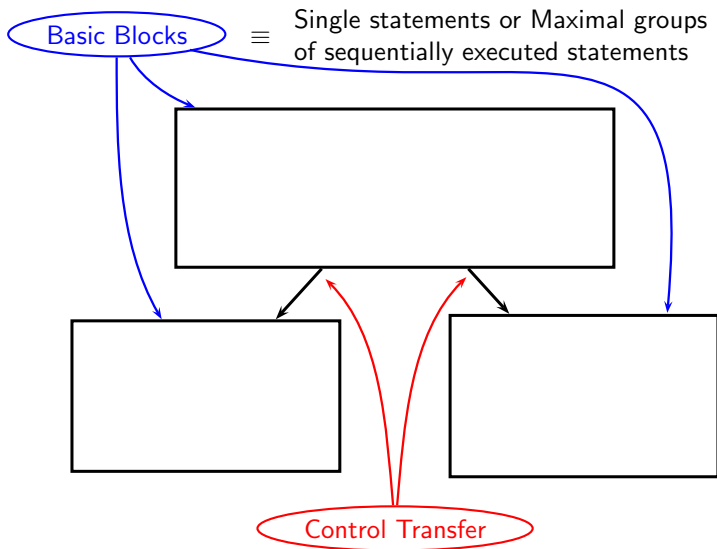 Basic Blocks ≡ Single statements or Maximal groups
of sequentially executed statements
Control Transfer